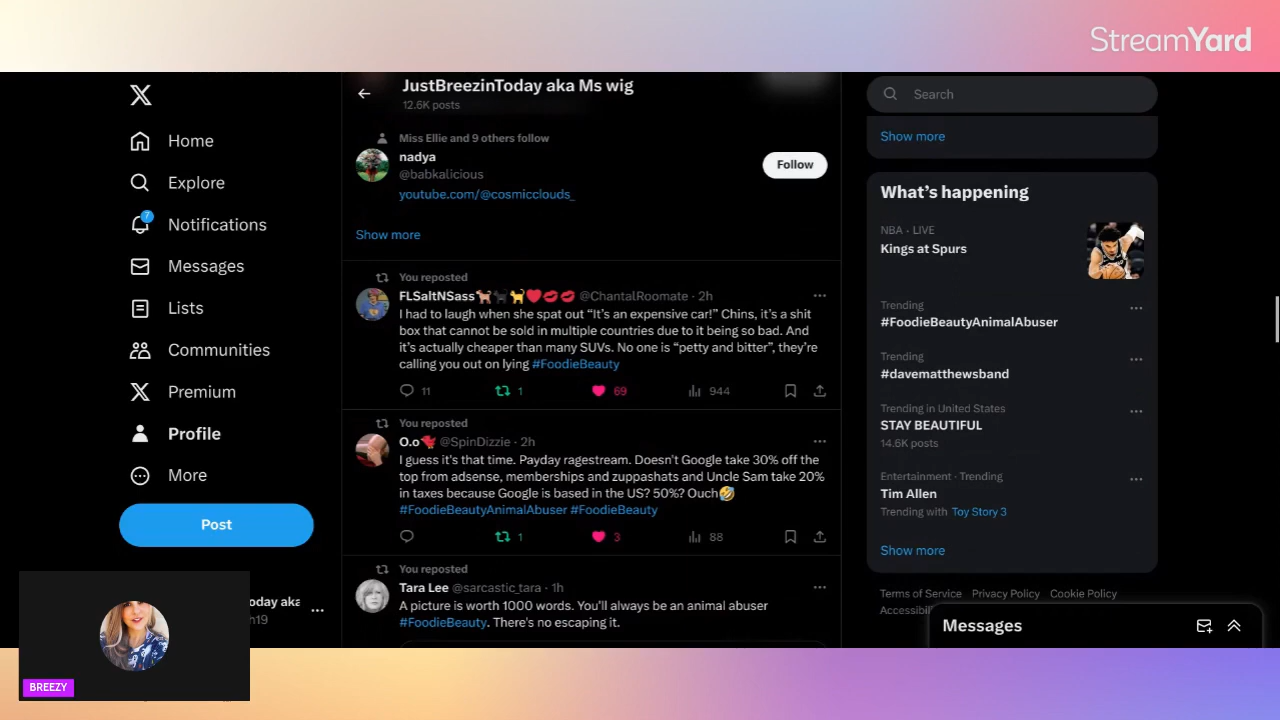 StreamYard
Home
Explore
7
Notifications
Messages
Lists
Communities
Premium
Profile
More
Post
oday aka
h19
BREEZY
JustBreezinToday aka Ms wig
12.6K posts
Miss Ellie and 9 others follow
nadya
@babkalicious
youtube.com/@cosmicclouds_
Follow
Show more
You reposted
FLSaltNSass @ChantalRoomate · 2h
I had to laugh when she spat out “It’s an expensive car!” Chins, it’s a shit
box that cannot be sold in multiple countries due to it being so bad. And
it’s actually cheaper than many SUVs. No one is “petty and bitter”, they’re
calling you out on lying #FoodieBeauty
11 1 69 944
You reposted
O.o @SpinDizzie · 2h
I guess it's that time. Payday ragestream. Doesn't Google take 30% off the
top from adsense, memberships and zuppashats and Uncle Sam take 20%
in taxes because Google is based in the US? 50%? Ouch🤣
#FoodieBeautyAnimalAbuser #FoodieBeauty
1 3 88
You reposted
Tara Lee @sarcastic_tara · 1h
A picture is worth 1000 words. You’ll always be an animal abuser
#FoodieBeauty. There's no escaping it.
Search
Show more
What’s happening
NBA · LIVE
Kings at Spurs
Trending
#FoodieBeautyAnimalAbuser
Trending
#davematthewsband
Trending in United States
STAY BEAUTIFUL
14.6K posts
Entertainment · Trending
Tim Allen
Trending with Toy Story 3
Show more
Terms of Service Privacy Policy Cookie Policy
Accessibili
Messages